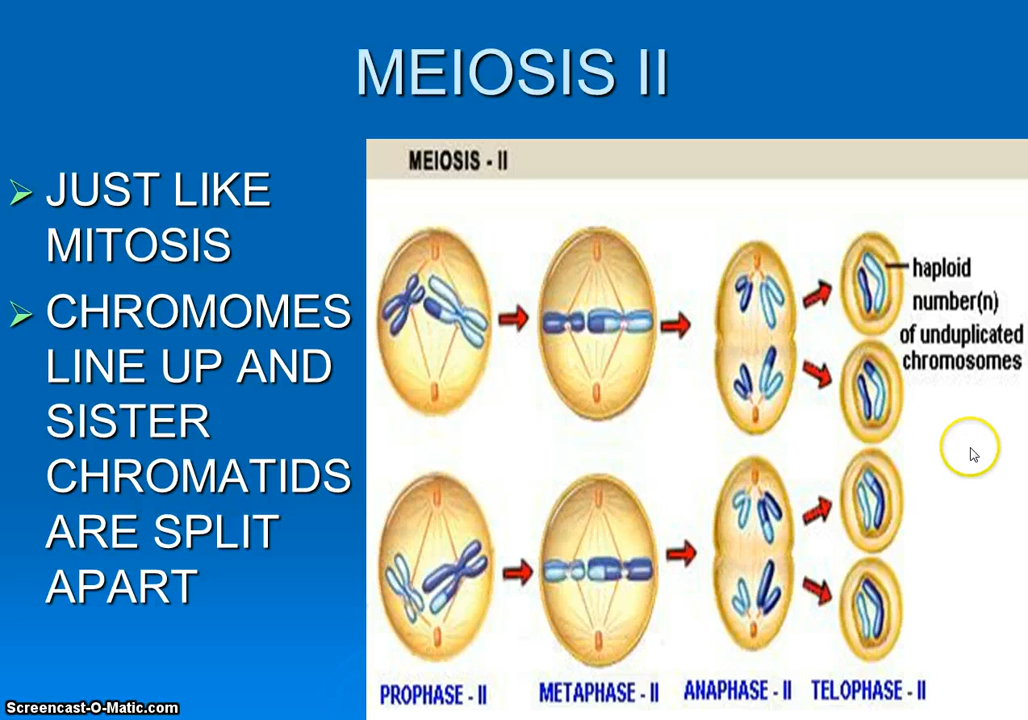 MEIOSIS II
JUST LIKE
MITOSIS
CHROMOMES
LINE UP AND
SISTER
CHROMATIDS
ARE SPLIT
APART
MEIOSIS - II
haploid
number(n)
of unduplicated
chromosomes
PROPHASE - II
METAPHASE - II
ANAPHASE - II
TELOPHASE - II
Screencast-O-Matic.com